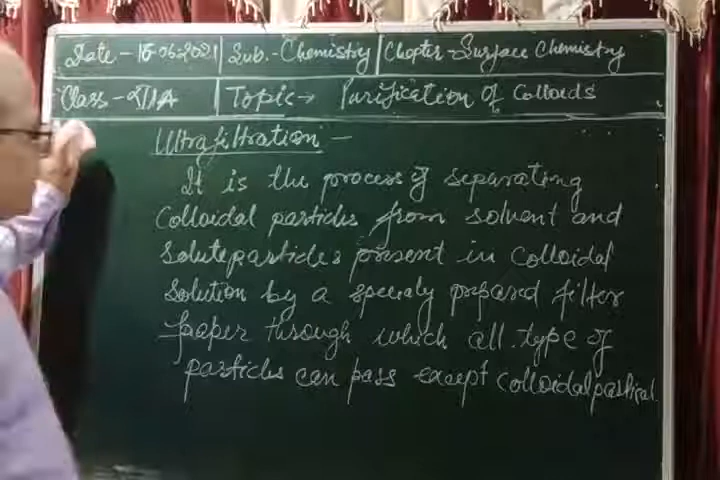 Date - 16-06-2021 Sub. - Chemistry Chapter - Surface Chemistry
Class - XII A Topic → Purification Of Colloids
Ultrafiltration -
It is the process of separating
Colloidal particles from solvent and
Solute particles present in Colloidal
Solution by a specialy prepared filter
paper through which all type of
particles can pass except colloidal partical